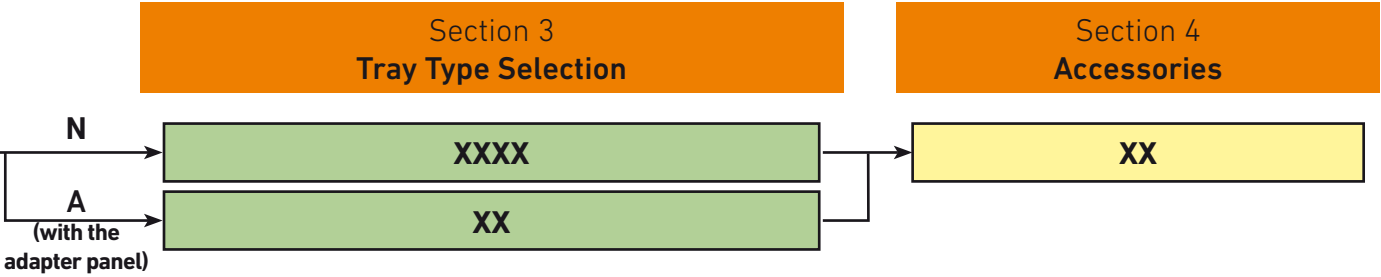 Section 3
Tray Type Selection
Section 4
Accessories
N
XXXX
XX
A
(with the
adapter panel)
XX